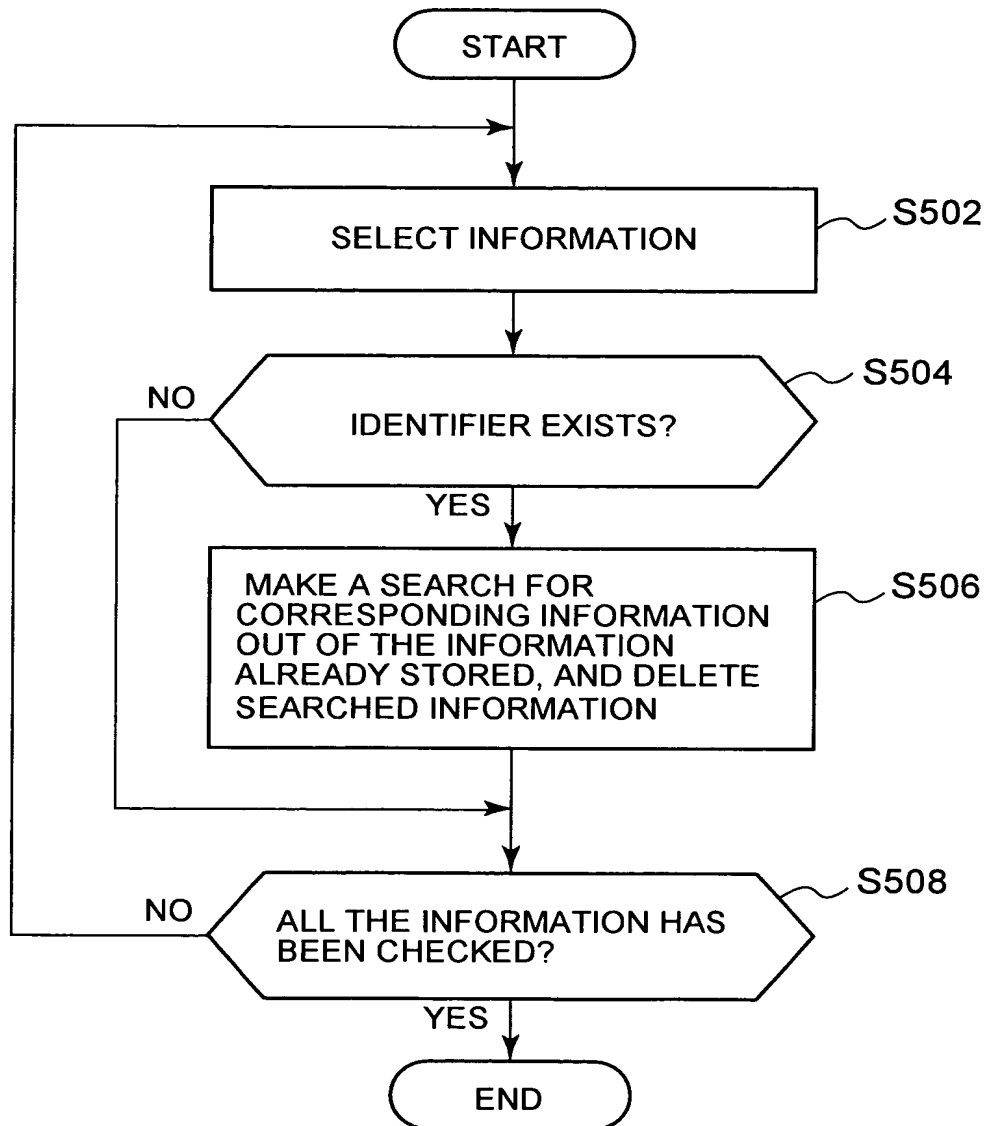 START
SELECT INFORMATION
S502
S504
NO
IDENTIFIER EXISTS?
YES
MAKE A SEARCH FOR
CORRESPONDING INFORMATION
OUT OF THE INFORMATION
ALREADY STORED, AND DELETE
SEARCHED INFORMATION
S506
S508
NO
ALL THE INFORMATION HAS
BEEN CHECKED?
YES
END